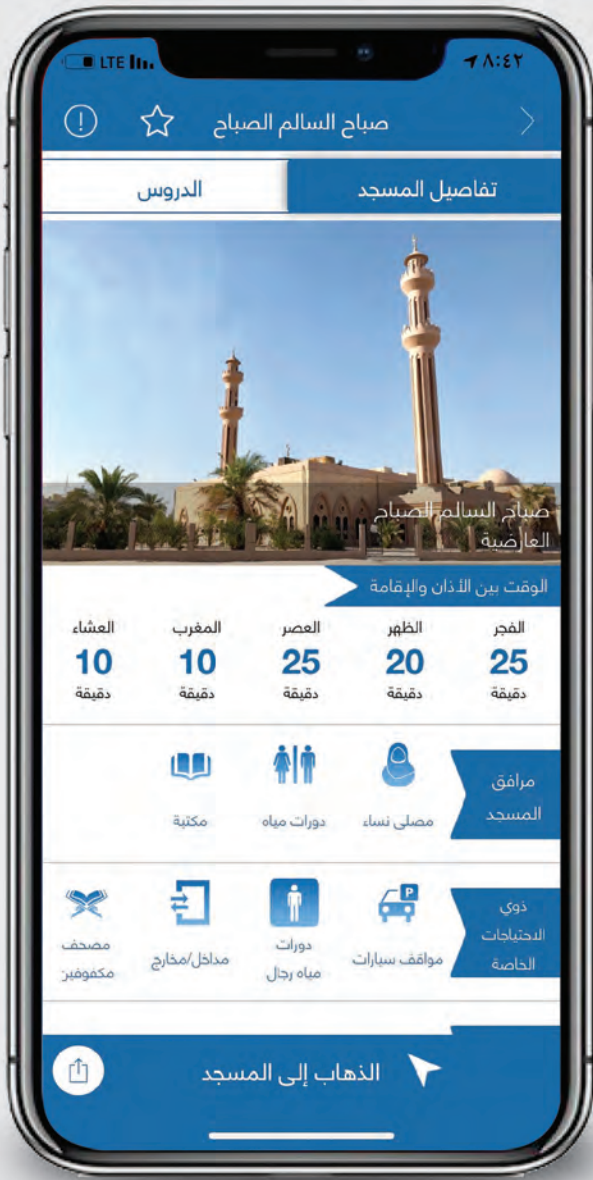 LTE ٨:٤٢
صباح السالم الصباح
تفاصيل المسجد الدروس
صباح السالم الصباح
العارضية
الوقت بين الأذان والإقامة
الفجر الظهر العصر المغرب العشاء
25 20 25 10 10
دقيقة دقيقة دقيقة دقيقة دقيقة
مرافق
المسجد
مصلى نساء دورات مياه مكتبة
ذوي
الاحتياجات
الخاصة
P
مواقف سيارات
دورات
مياه رجال
مداخل/مخارج
مصحف
مكفوفين
الذهاب إلى المسجد